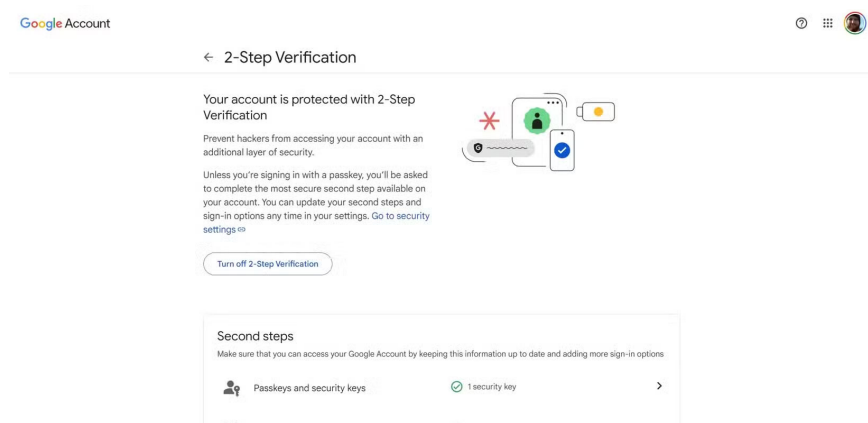 Google Account
2-Step Verification
Your account is protected with 2-Step
Verification
Prevent hackers from accessing your account with an
additional layer of security.
Unless you're signing in with a passkey, you'll be asked
to complete the most secure second step available on
your account. You can update your second steps and
sign-in options any time in your settings. Go to security
settings
Turn off 2-Step Verification
Second steps
Make sure that you can access your Google Account by keeping this information up to date and adding more sign-in options
Passkeys and security keys
1 security key